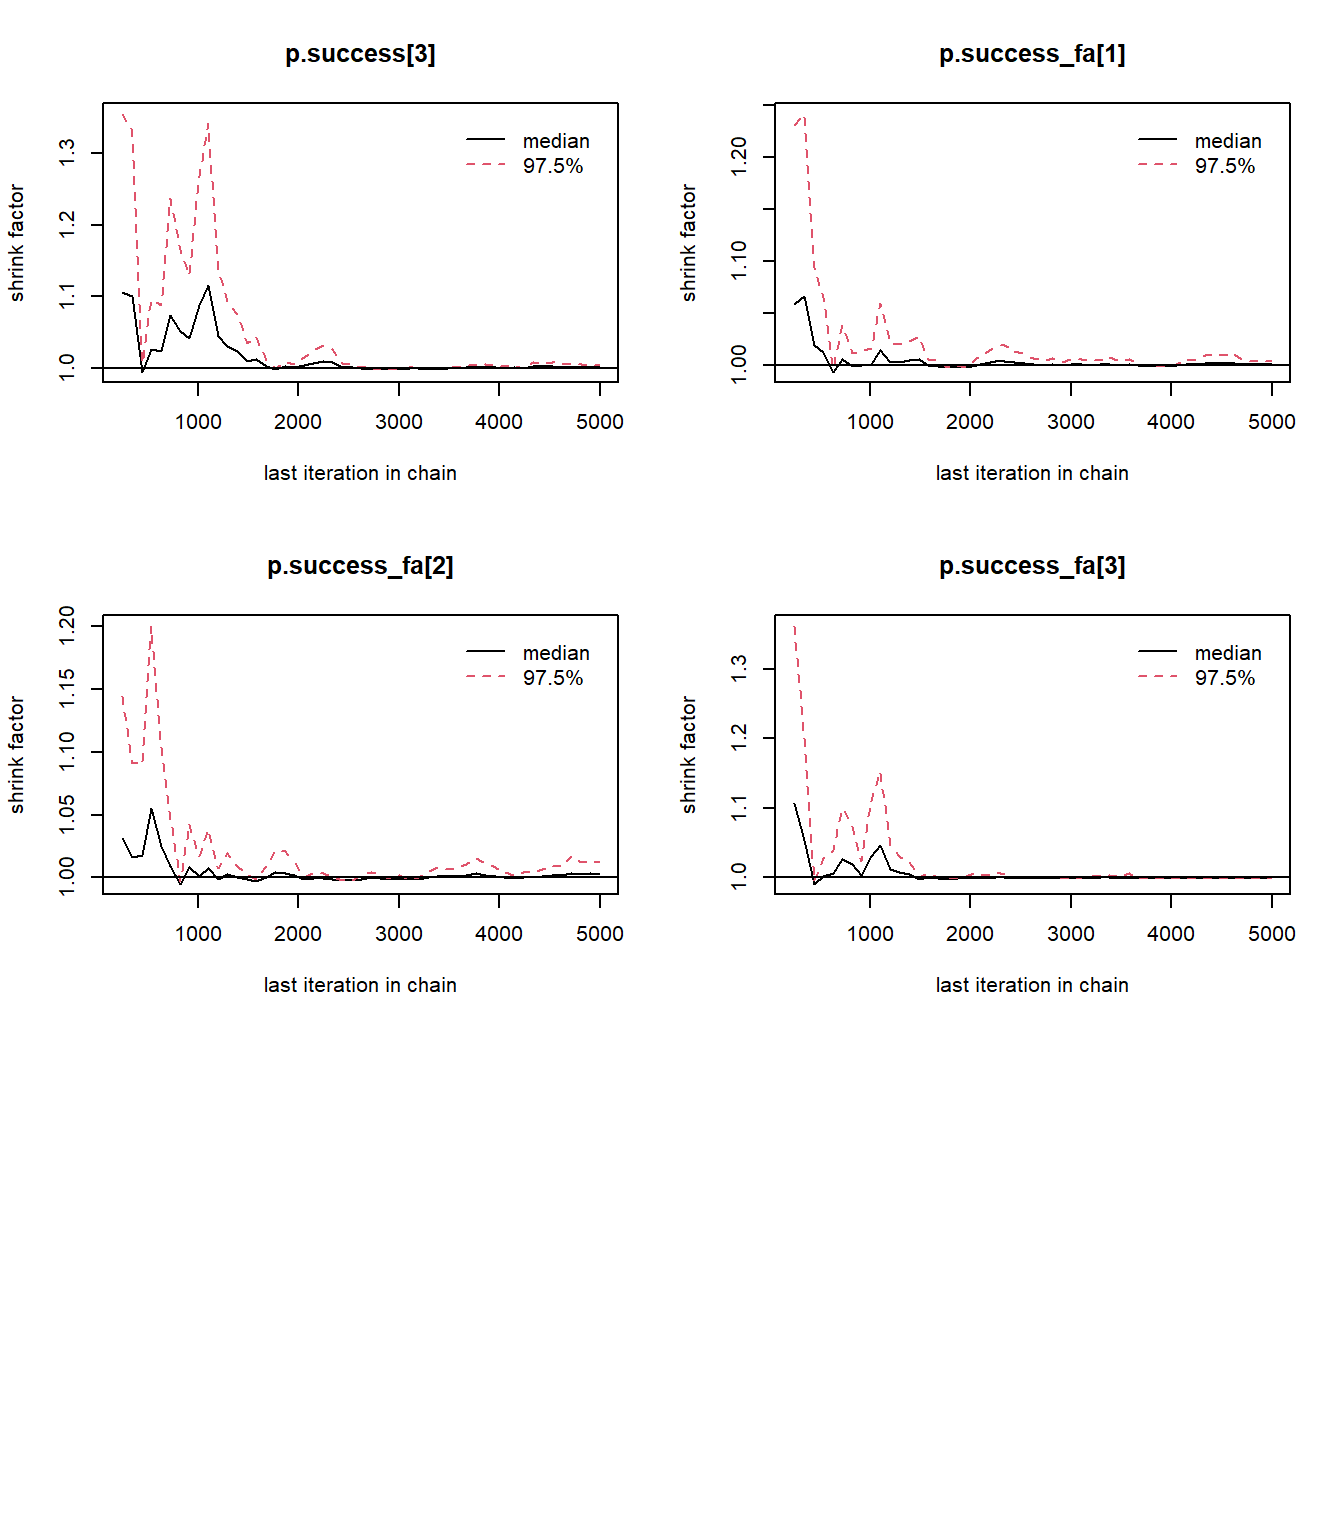 p.success[3]
shrink factor
1.0 1.1 1.2 1.3
median
97.5%
1000 2000 3000 4000 5000
last iteration in chain
p.success_fa[1]
shrink factor
1.00 1.10 1.20
median
97.5%
1000 2000 3000 4000 5000
last iteration in chain
p.success_fa[2]
shrink factor
1.00 1.05 1.10 1.15 1.20
median
97.5%
1000 2000 3000 4000 5000
last iteration in chain
p.success_fa[3]
shrink factor
1.0 1.1 1.2 1.3
median
97.5%
1000 2000 3000 4000 5000
last iteration in chain